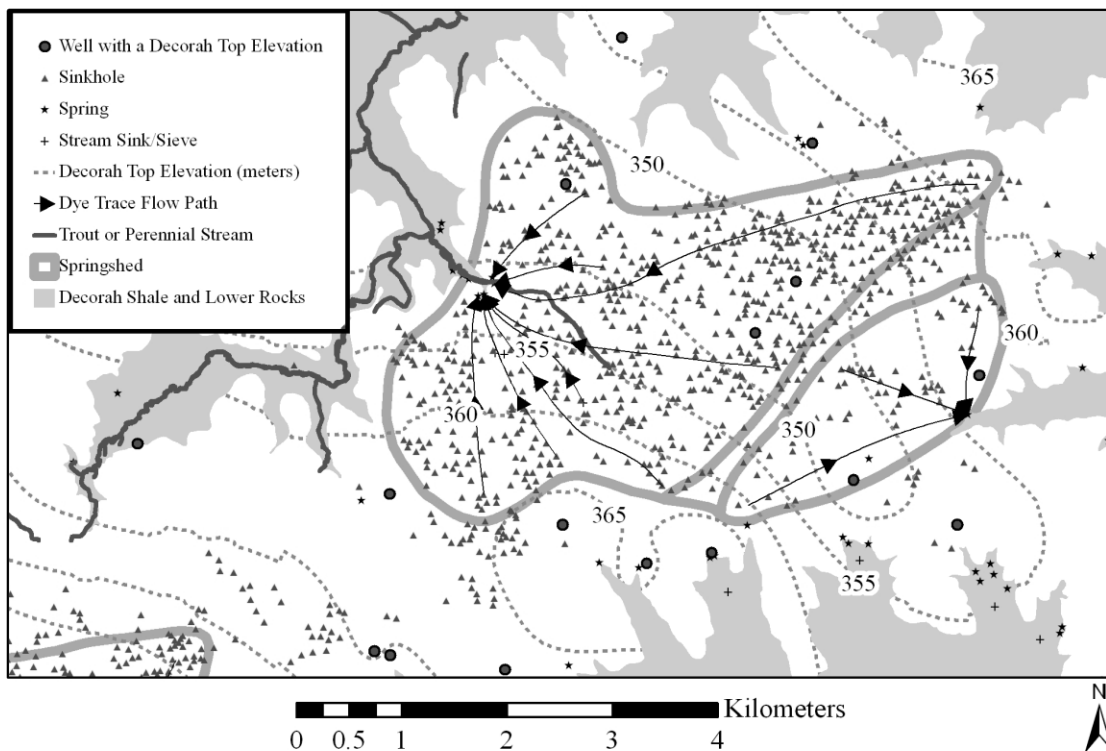 Well with a Decorah Top Elevation
Sinkhole
Spring
Stream Sink/Sieve
Decorah Top Elevation (meters)
Dye Trace Flow Path
Trout or Perennial Stream
Springshed
Decorah Shale and Lower Rocks
365
350
360
355
360
350
365
355
Kilometers
0 0.5 1 2 3 4
N